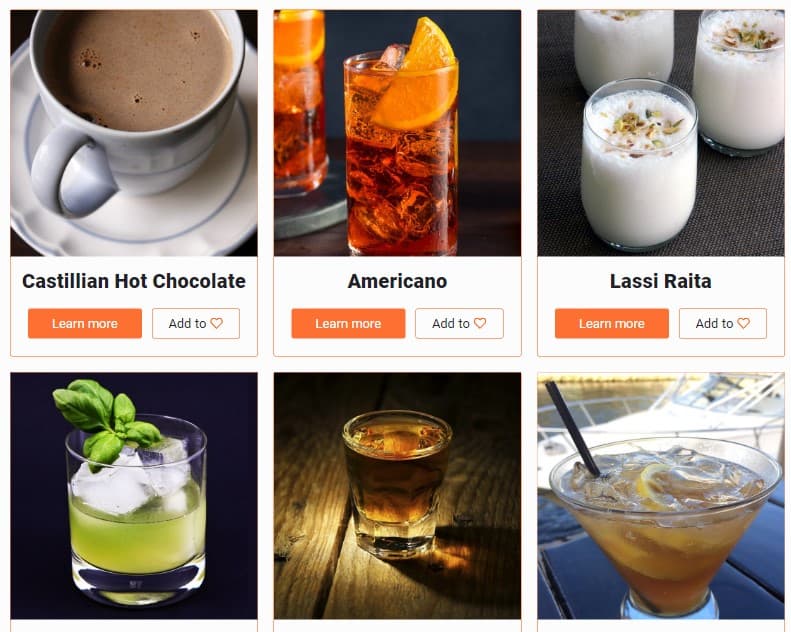 Castillian Hot Chocolate
Learn more
Add to
Americano
Learn more
Add to
Lassi Raita
Learn more
Add to